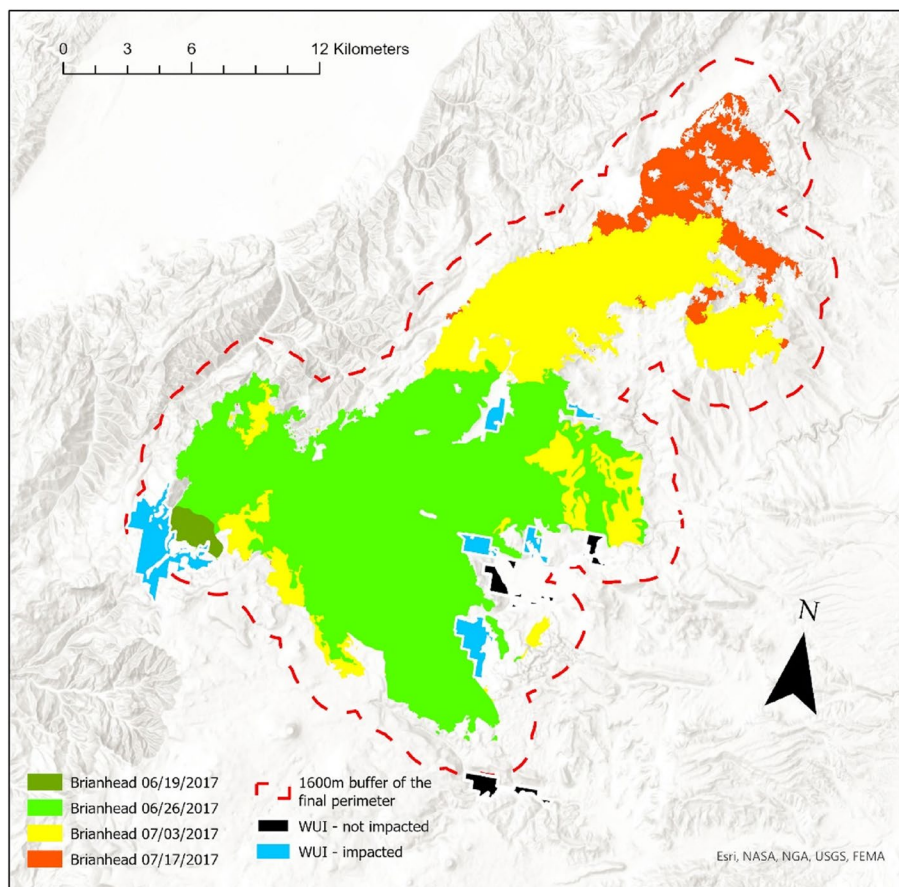 0 3 6 12 Kilometers
N
Brianhead 06/19/2017
Brianhead 06/26/2017
Brianhead 07/03/2017
Brianhead 07/17/2017
1600m buffer of the
final perimeter
WUI - not impacted
WUI - impacted
Esri, NASA, NGA, USGS, FEMA